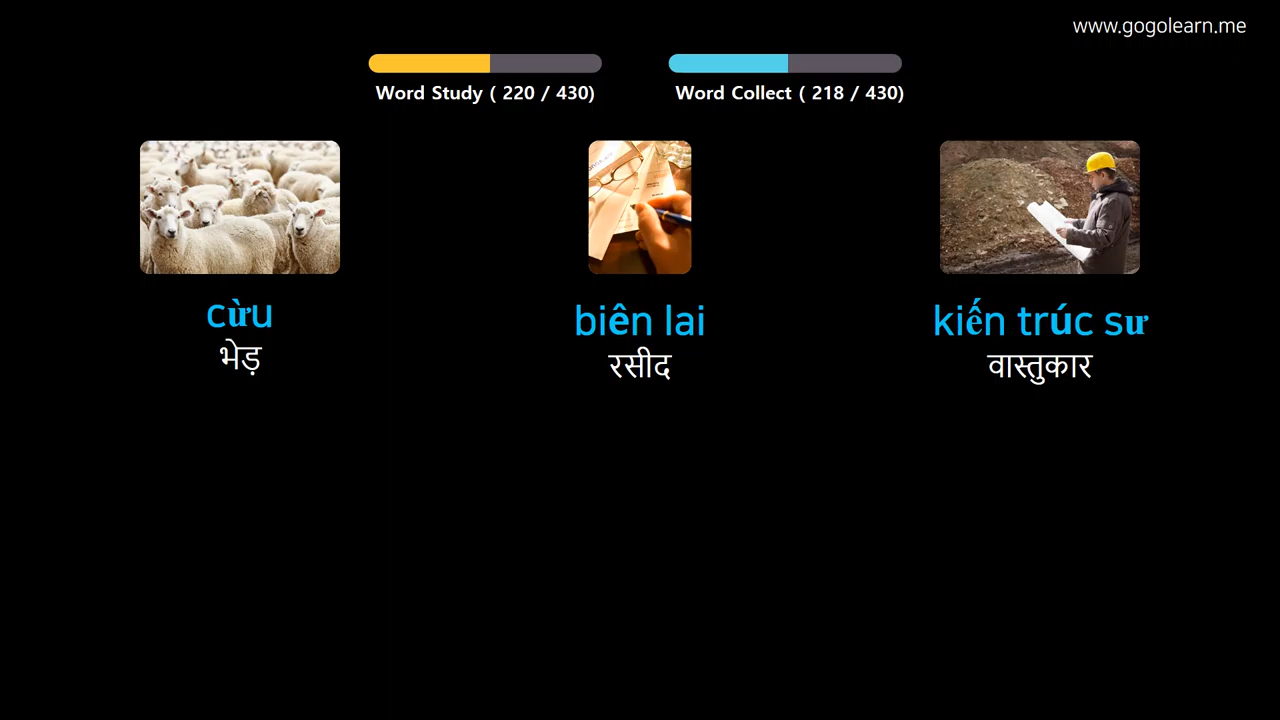 www.gogolearn.me
Word Study ( 220 / 430)
Word Collect ( 218 / 430)
cừu
भेड़
biên lai
रसीद
kiến trúc sư
वास्तुकार